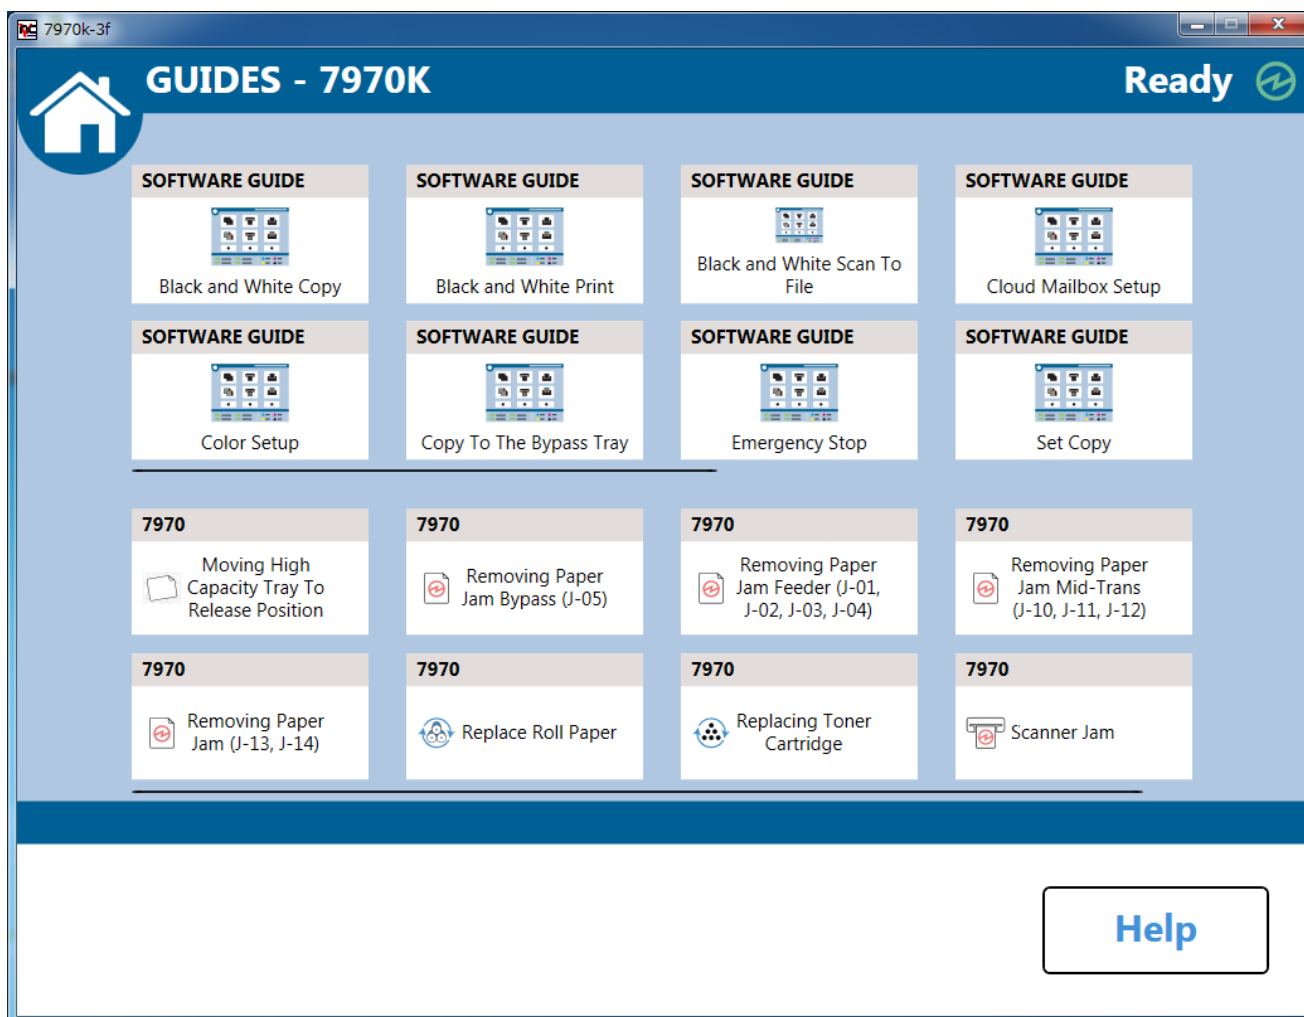 7970k-3f
GUIDES - 7970K
Ready
SOFTWARE GUIDE
Black and White Copy
SOFTWARE GUIDE
Black and White Print
SOFTWARE GUIDE
Black and White Scan To
File
SOFTWARE GUIDE
Cloud Mailbox Setup
SOFTWARE GUIDE
Color Setup
SOFTWARE GUIDE
Copy To The Bypass Tray
SOFTWARE GUIDE
Emergency Stop
SOFTWARE GUIDE
Set Copy
7970
Moving High
Capacity Tray To
Release Position
7970
Removing Paper
Jam Bypass (J-05)
7970
Removing Paper
Jam Feeder (J-01,
J-02, J-03, J-04)
7970
Removing Paper
Jam Mid-Trans
(J-10, J-11, J-12)
7970
Removing Paper
Jam (J-13, J-14)
7970
Replace Roll Paper
7970
Replacing Toner
Cartridge
7970
Scanner Jam
Help